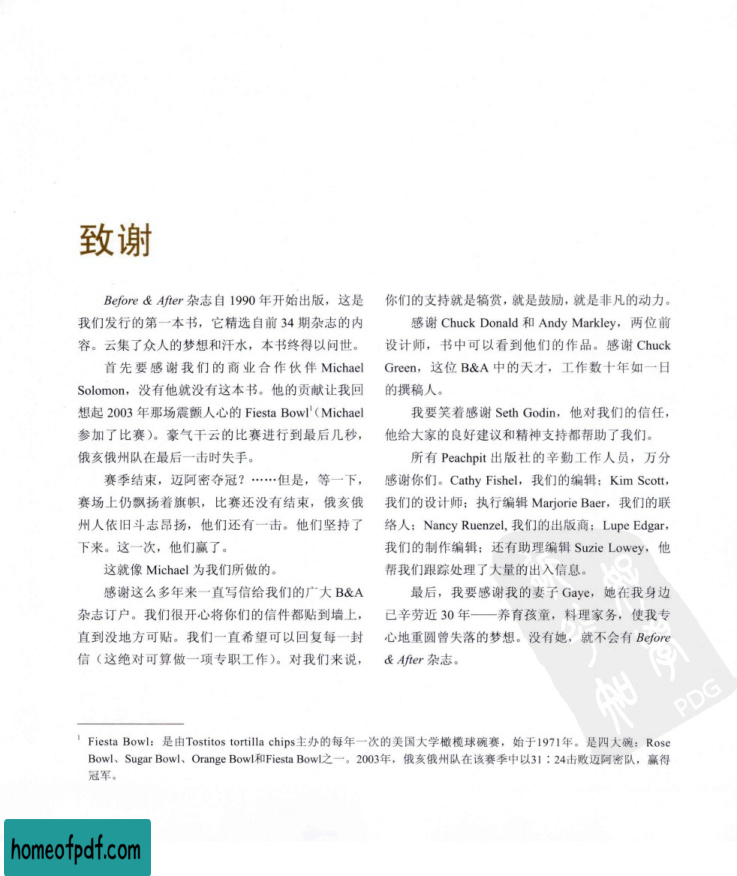 致谢
Before & After 杂志自 1990 年开始出版，这是
我们发行的第一本书，它精选自前 34 期杂志的内
容。云集了众人的梦想和汗水，本书终得以问世。
首先要感谢我们的商业合作伙伴 Michael
Solomon，没有他就没有这本书。他的贡献让我回
想起 2003 年那场震颤人心的 Fiesta Bowl¹（Michael
参加了比赛）。豪气干云的比赛进行到最后几秒，
俄亥俄州队在最后一击时失手。
赛季结束，迈阿密夺冠？……但是，等一下，
赛场上仍飘扬着旗帜，比赛还没有结束，俄亥俄
州人依旧斗志昂扬，他们还有一击。他们坚持了
下来。这一次，他们赢了。
这就像 Michael 为我们所做的。
感谢这么多年来一直写信给我们的广大 B&A
杂志订户。我们很开心将你们的信件都贴到墙上，
直到没地方可贴。我们一直希望可以回复每一封
信（这绝对可算做一项专职工作）。对我们来说，
你们的支持就是犒赏，就是鼓励，就是非凡的动力。
感谢 Chuck Donald 和 Andy Markley，两位前
设计师，书中可以看到他们的作品。感谢 Chuck
Green，这位 B&A 中的天才，工作数十年如一日
的撰稿人。
我要笑着感谢 Seth Godin，他对我们的信任，
他给大家的良好建议和精神支持都帮助了我们。
所有 Peachpit 出版社的辛勤工作人员，万分
感谢你们。Cathy Fishel，我们的编辑；Kim Scott，
我们的设计师；执行编辑 Marjorie Baer，我们的联
络人；Nancy Ruenzel, 我们的出版商；Lupe Edgar，
我们的制作编辑；还有助理编辑 Suzie Lowey，他
帮我们跟踪处理了大量的出入信息。
最后，我要感谢我的妻子 Gaye，她在我身边
已辛劳近 30 年——养育孩童，料理家务，使我专
心地重圆曾失落的梦想。没有她，就不会有 Before
& After 杂志。
PDG
¹ Fiesta Bowl：是由Tostitos tortilla chips主办的每年一次的美国大学橄榄球碗赛，始于1971年。是四大碗：Rose
Bowl、Sugar Bowl、Orange Bowl和Fiesta Bowl之一。2003年，俄亥俄州队在该赛季中以31∶24击败迈阿密队，赢得
冠军。
homeofpdf.com